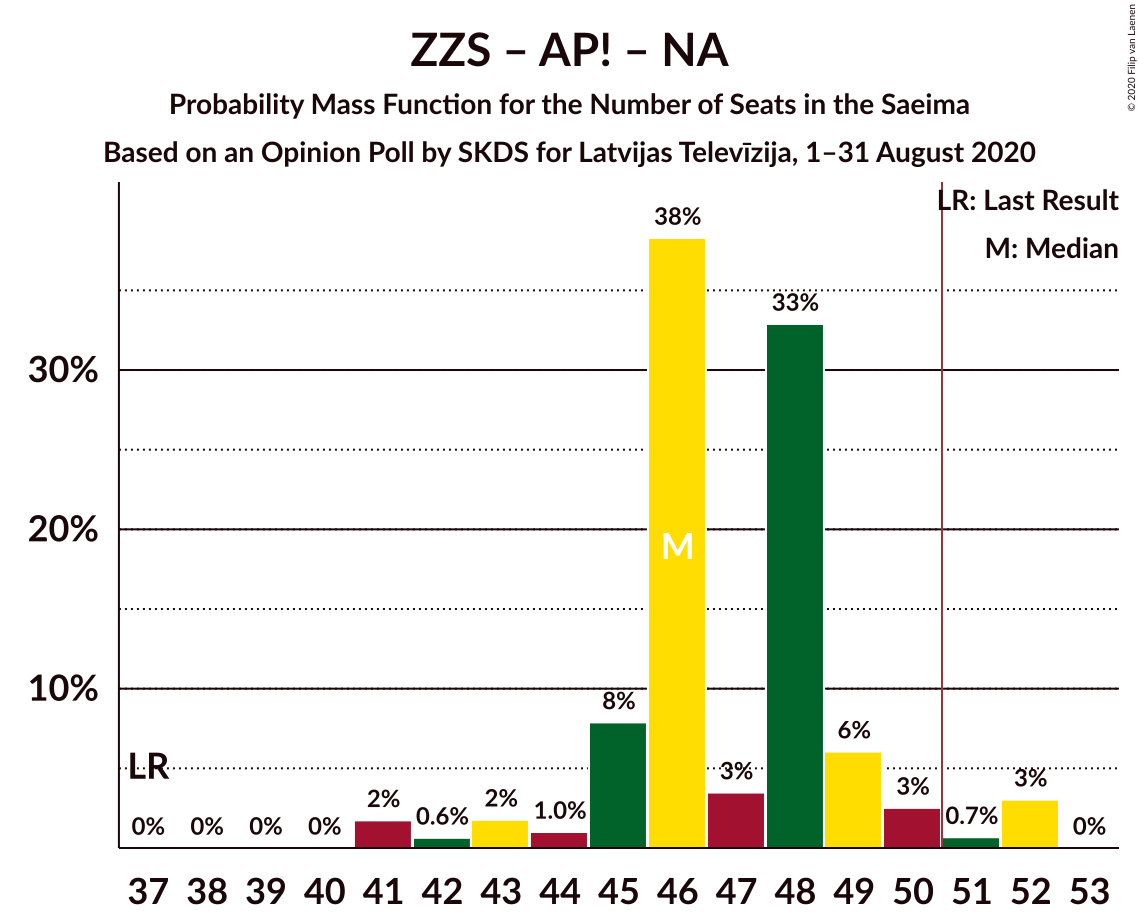 ZZS – AP! – NA
Probability Mass Function for the Number of Seats in the Saeima
Based on an Opinion Poll by SKDS for Latvijas Televīzija, 1–31 August 2020
© 2020 Filip van Laenen
LR: Last Result
M: Median
38%
33%
30%
20%
M
10%
8%
6%
LR
0% 0% 0% 0% 2% 0.6% 2% 1.0% 3% 3% 0.7% 3% 0%
37 38 39 40 41 42 43 44 45 46 47 48 49 50 51 52 53